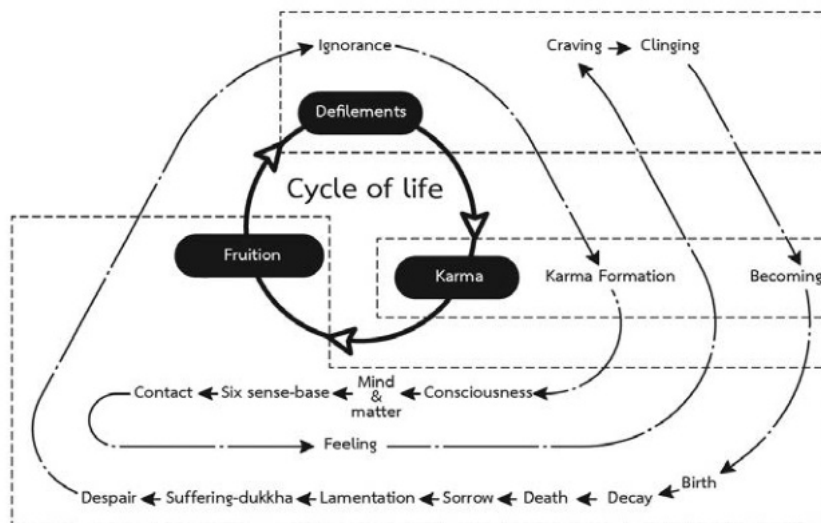 Ignorance
Craving
Clinging
Defilements
Cycle of life
Fruition
Karma
Karma Formation
Becoming
Contact
Six sense-base
Mind
&
matter
Consciousness
Feeling
Birth
Despair
Suffering-dukkha
Lamentation
Sorrow
Death
Decay